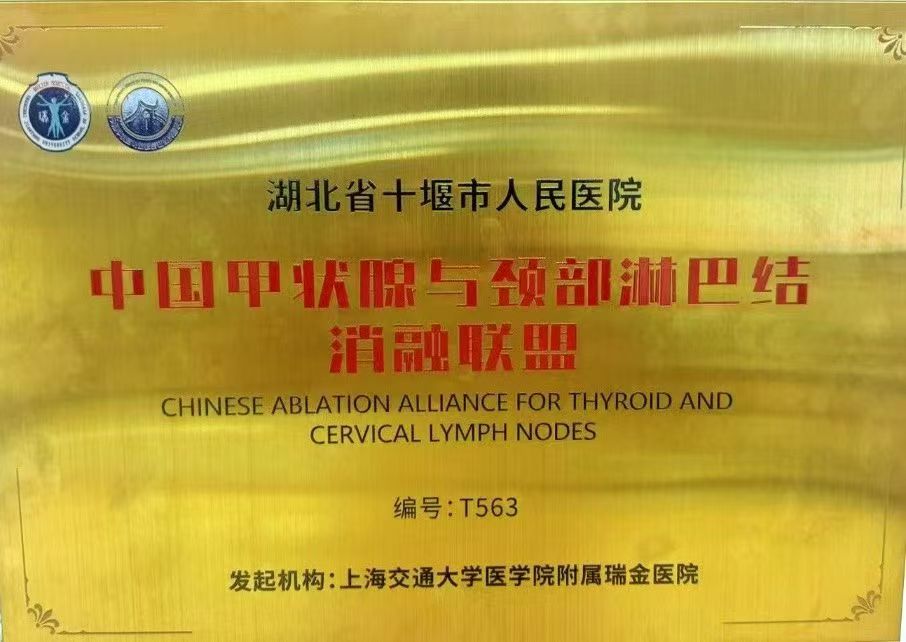 瑞金
湖北省十堰市人民医院
中国甲状腺与颈部淋巴结
消融联盟
CHINESE ABLATION ALLIANCE FOR THYROID AND
CERVICAL LYMPH NODES
编号:T563
发起机构:上海交通大学医学院附属瑞金医院